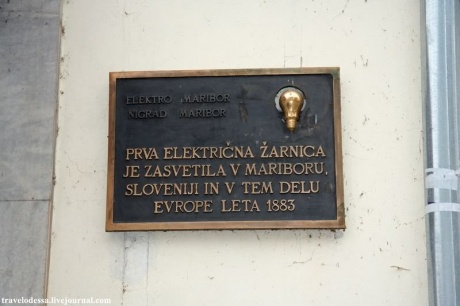 ELEKTRO MARIBOR
NIGRAD MARIBOR
PRVA ELEKTRIČNA ŽARNICA
JE ZASVETILA V MARIBORU,
SLOVENIJI IN V TEM DELU
EVROPE LETA 1883
travelodessa.livejournal.com